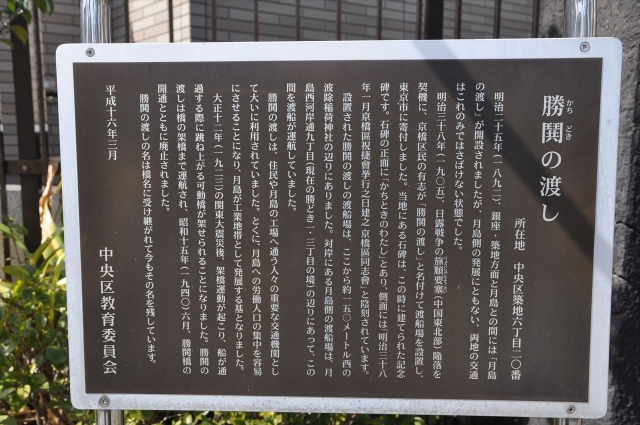 勝鬨の渡し
かち どき
所在地 中央区築地六丁目二〇番
明治二十五年(一八九二)、銀座・築地方面と月島との間には「月島
の渡し」が開設されましたが、月島側の発展にともない、両地の交通
はこれのみではさばけない状態でした。
明治三十八年(一九〇五)、日露戦争の旅順要塞(中国東北部)陥落を
契機に、京橋区民の有志が「勝鬨の渡し」と名付けて渡船場を設置し、
東京市に寄付しました。当地にある石碑は、この時に建てられた記念
碑です。石碑の正面に「かちときのわたし」とあり、側面には「明治三十八
年一月京橋區祝捷會挙行之日建之京橋區同志會」と陰刻されています。
設置された勝鬨の渡しの渡船場は、ここから約一五〇メートル西の
波除稲荷神社の辺りにありました。対岸にある月島側の渡船場は、月
島西河岸通九丁目(現在の勝どき一・三丁目の境)の辺りにあって、この
間を渡船が運航していました。
勝鬨の渡しは、住民や月島の工場へ通う人々の重要な交通機関とし
て大いに利用されていました。とくに、月島への労働人口の集中を容易
にさせることになり、月島が工業地帯として発展する基となりました。
大正十二年(一九二三)の関東大震災後、架橋運動が起こり、船が通
過する際に跳ね上がる可動橋が架せられることになりました。勝鬨の
渡しは橋の架橋まで運航され、昭和十五年(一九四〇)六月、勝鬨橋の
開通とともに廃止されました。
勝鬨の渡しの名は橋名に受け継がれて今もその名を残しています。
平成十六年三月
中央区教育委員会